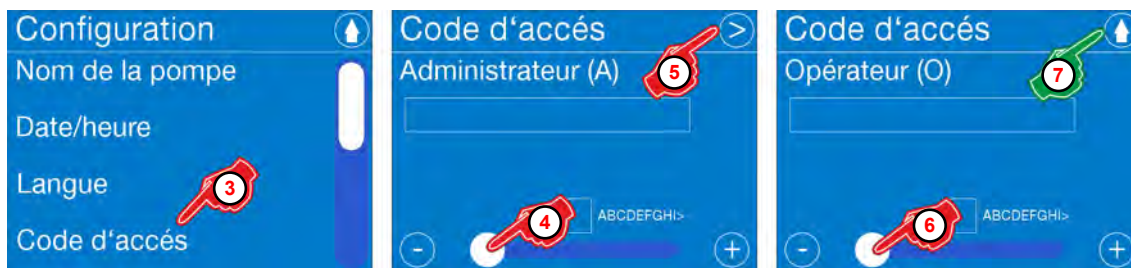 Configuration
Nom de la pompe
Date/heure
Langue
3
Code d‘accés
Code d‘accés
>
Administrateur (A)
5
4
ABCDEFGHI>
-
+
Code d‘accés
Opérateur (O)
7
6
ABCDEFGHI>
-
+